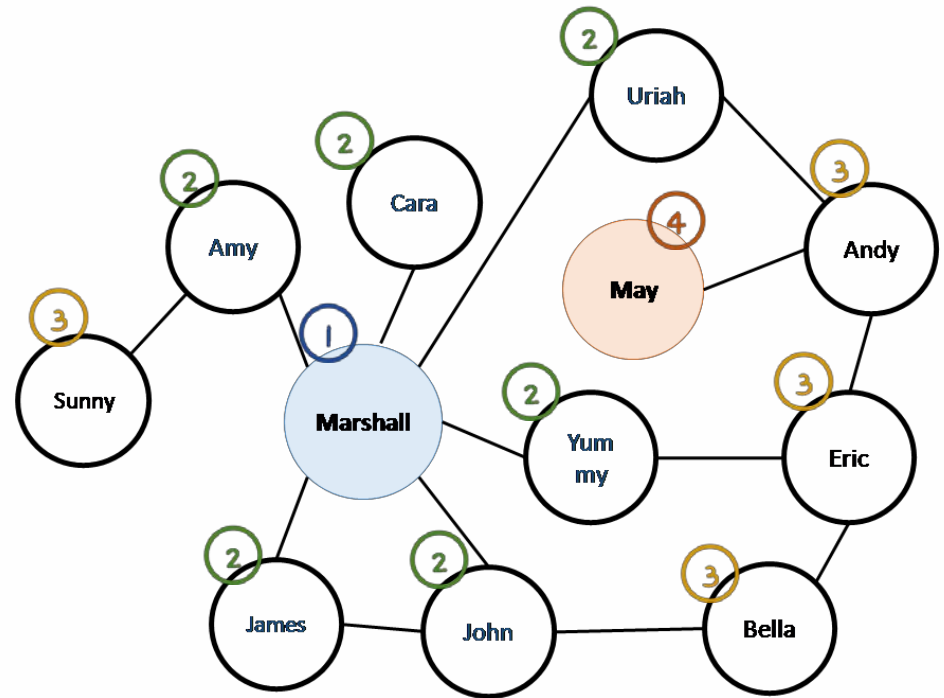 2
Uriah
2
Cara
2
Amy
3
Andy
4
May
3
Sunny
1
Marshall
2
Yum
my
3
Eric
2
James
2
John
3
Bella